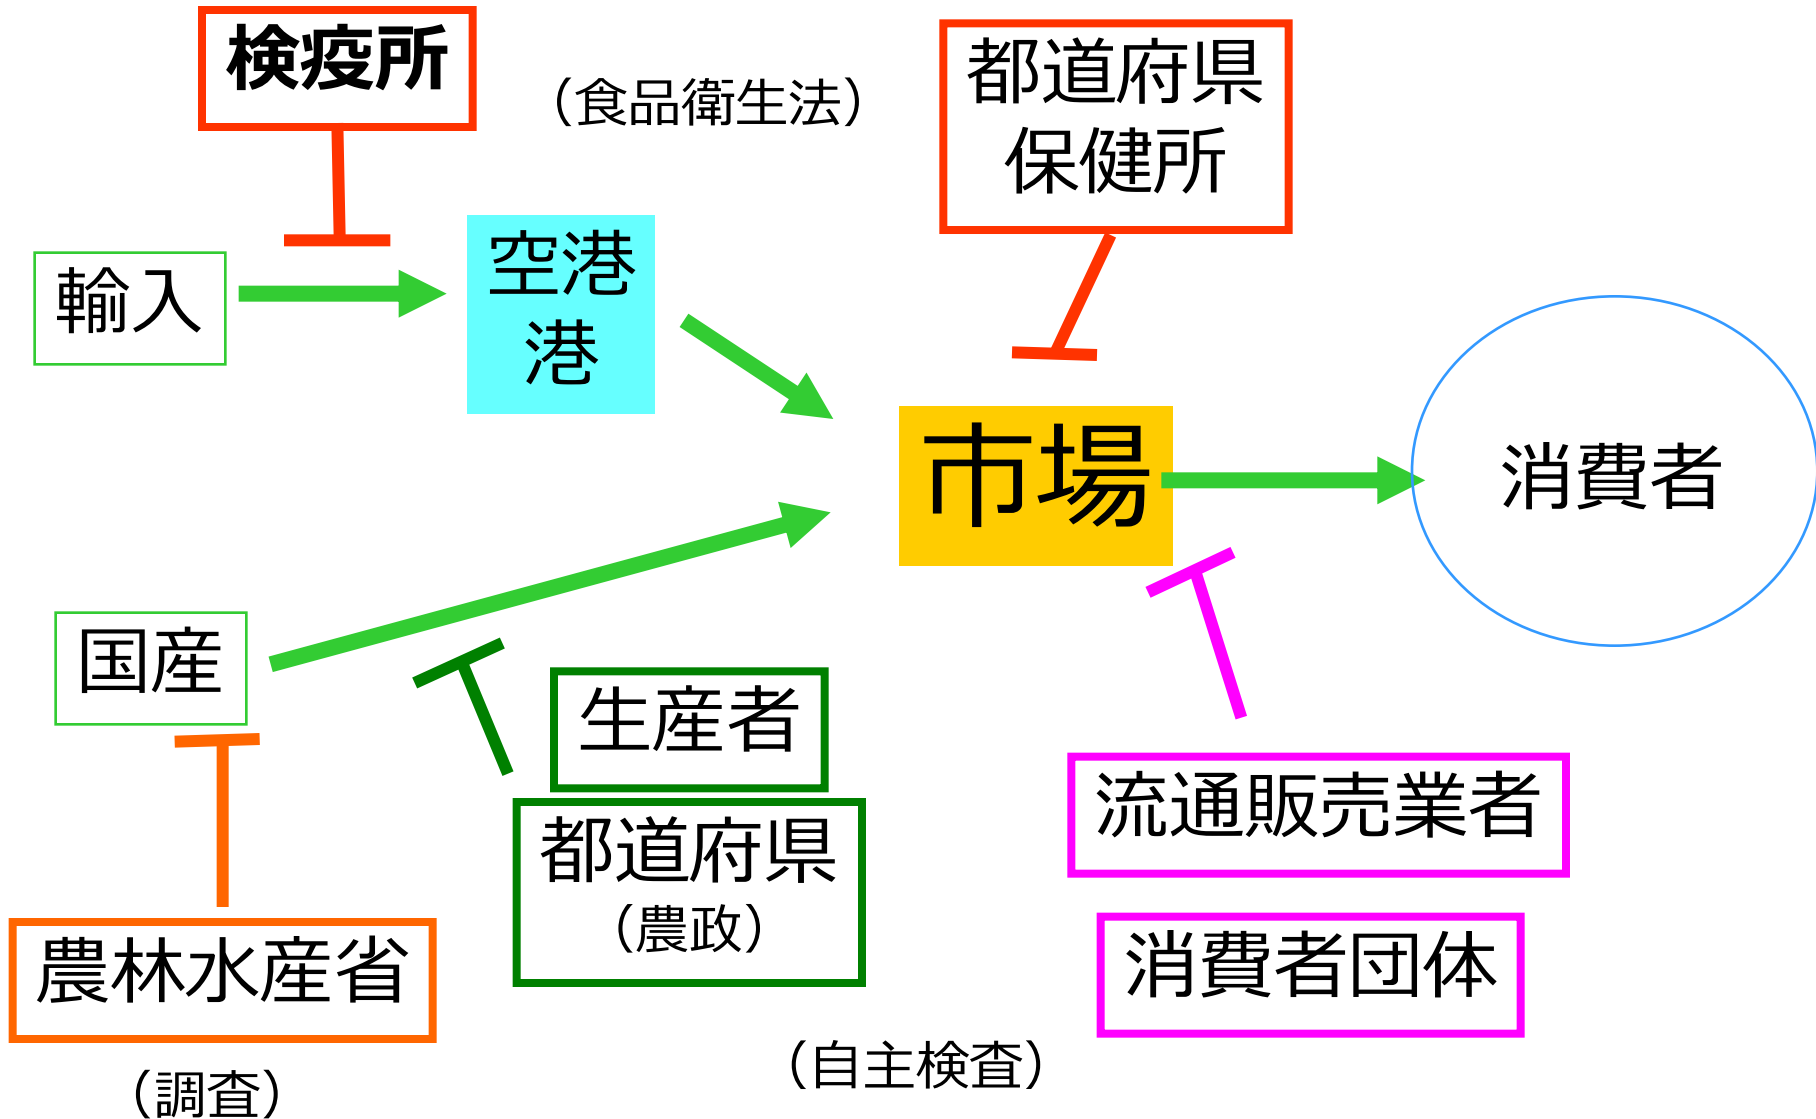 検疫所
（食品衛生法）
都道府県
保健所
輸入
空港
港
市場
消費者
国産
生産者
都道府県
（農政）
流通販売業者
農林水産省
消費者団体
（自主検査）
（調査）